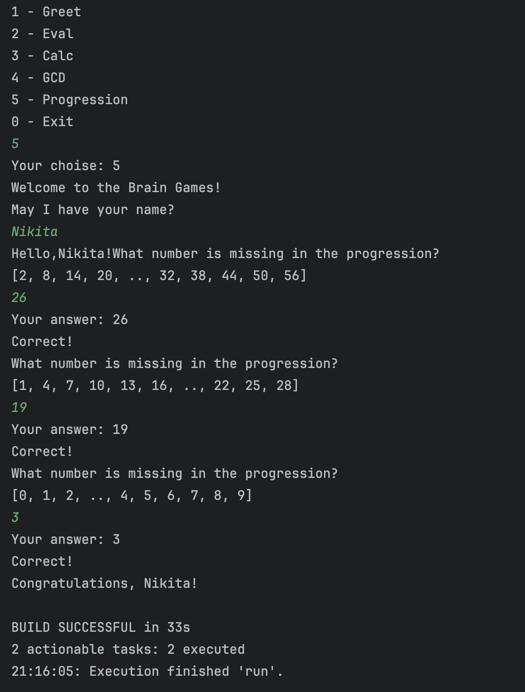 1 - Greet
2 - Eval
3 - Calc
4 - GCD
5 - Progression
0 - Exit
5
Your choise: 5
Welcome to the Brain Games!
May I have your name?
Nikita
Hello,Nikita!What number is missing in the progression?
[2, 8, 14, 20, .., 32, 38, 44, 50, 56]
26
Your answer: 26
Correct!
What number is missing in the progression?
[1, 4, 7, 10, 13, 16, .., 22, 25, 28]
19
Your answer: 19
Correct!
What number is missing in the progression?
[0, 1, 2, .., 4, 5, 6, 7, 8, 9]
3
Your answer: 3
Correct!
Congratulations, Nikita!
BUILD SUCCESSFUL in 33s
2 actionable tasks: 2 executed
21:16:05: Execution finished 'run'.